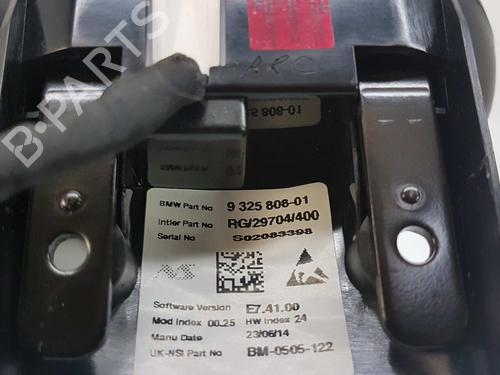 B-PARTS
ARC
5 808-01
BMW Part No 9 325 808-01
Intier Part No RG/29704/400
Serial No S02083398
Software Version E7.41.00
Mod Index 00.25 HW Index 24
Manu Date 23/06/14
UK-NSI Part No BM-0505-122